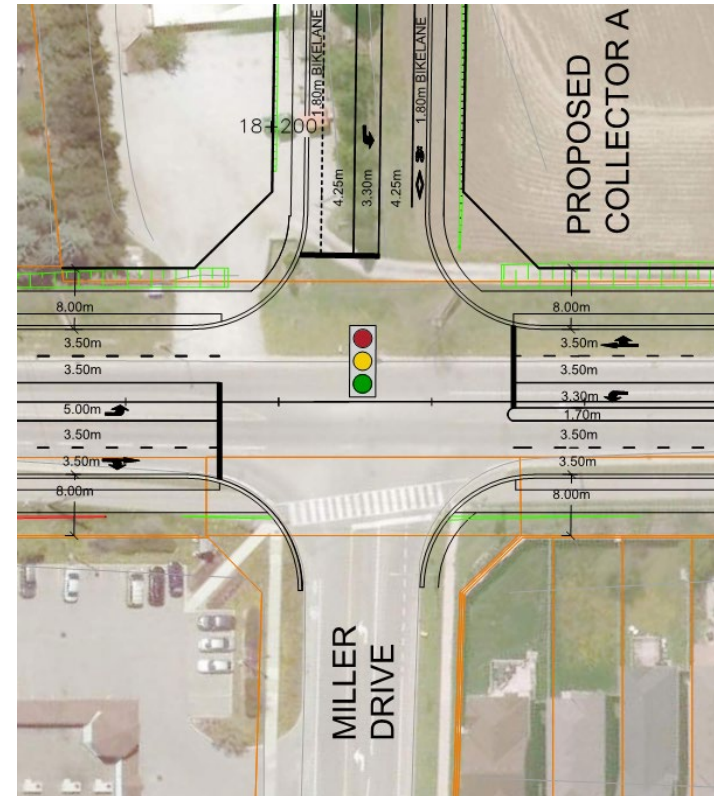 PROPOSED
COLLECTOR A
1.80m BIKELANE
1.80m BIKELANE
18+200
4.25m
3.30m
4.25m
8.00m
3.50m
3.50m
5.00m
3.50m
3.50m
8.00m
8.00m
3.50m
3.50m
3.30m
1.70m
3.50m
3.50m
8.00m
MILLER
DRIVE